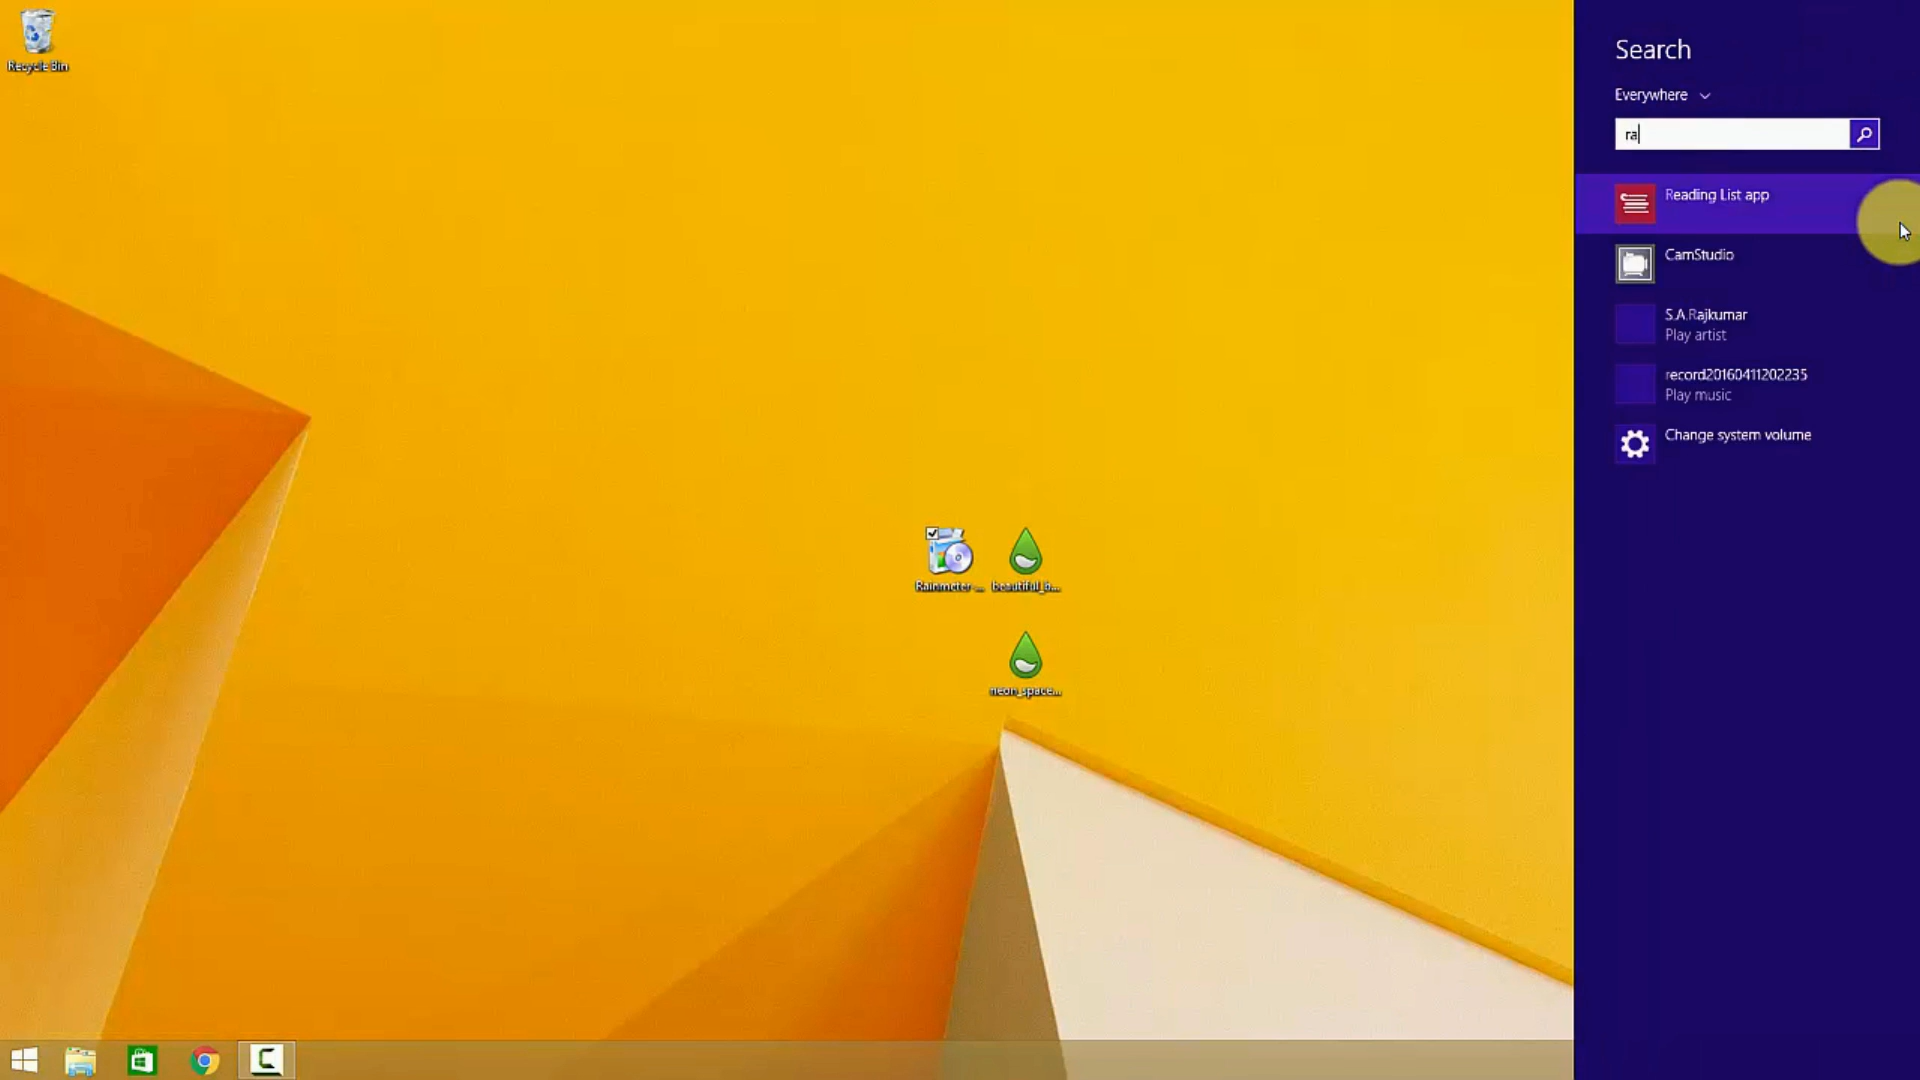 Recycle Bin
Search
Everywhere
ra
Reading List app
CamStudio
S.A.Rajkumar
Play artist
record20160411202235
Play music
Change system volume
Rainmeter-... beautiful_b...
neon_space...